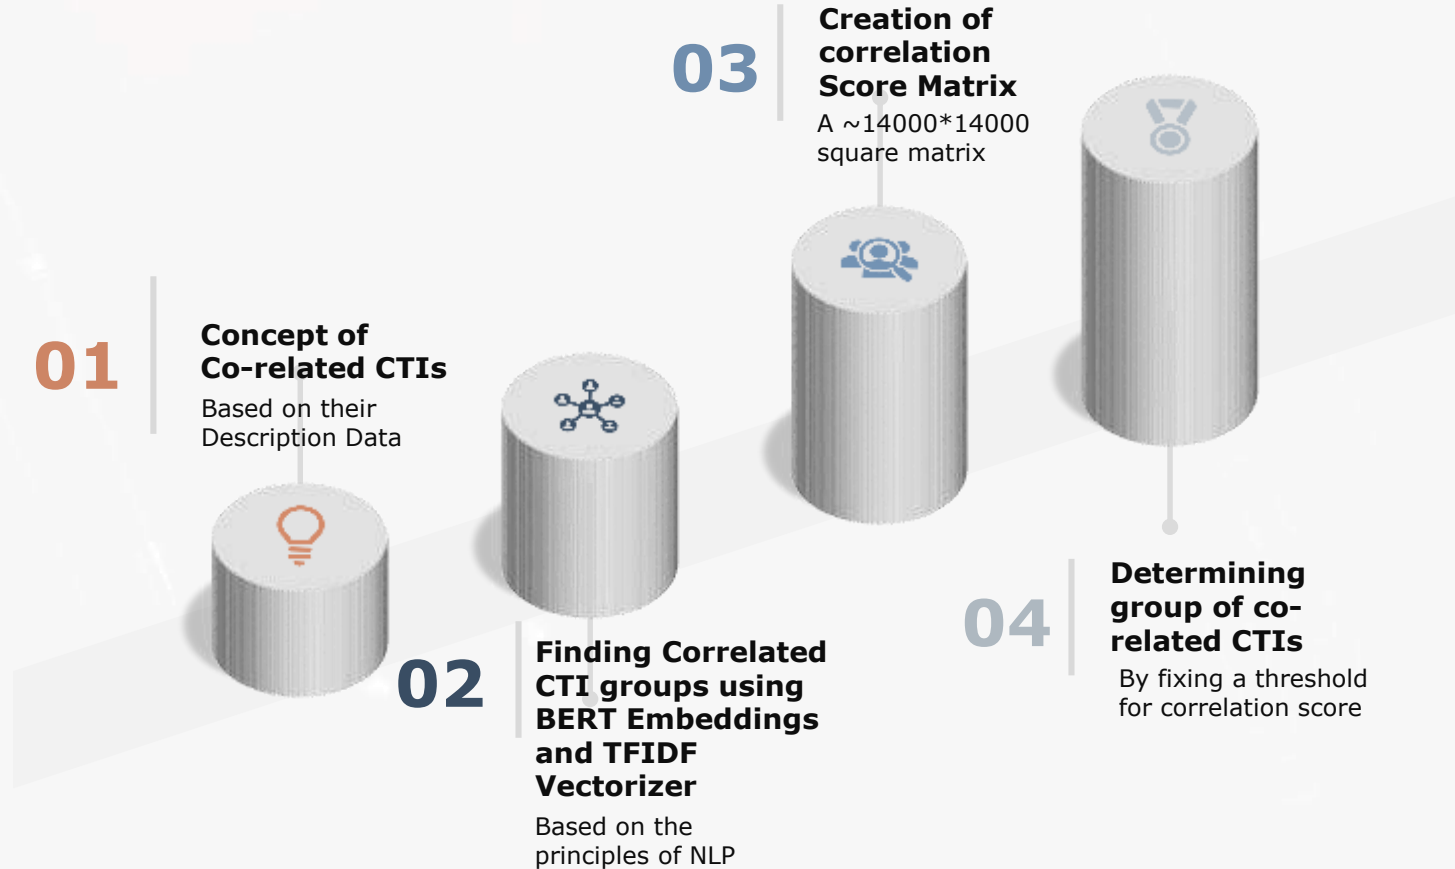 01
Concept of
Co-related CTIs
Based on their
Description Data
02
Finding Correlated
CTI groups using
BERT Embeddings
and TFIDF
Vectorizer
Based on the
principles of NLP
03
Creation of
correlation
Score Matrix
A ~14000*14000
square matrix
04
Determining
group of co-
related CTIs
By fixing a threshold
for correlation score